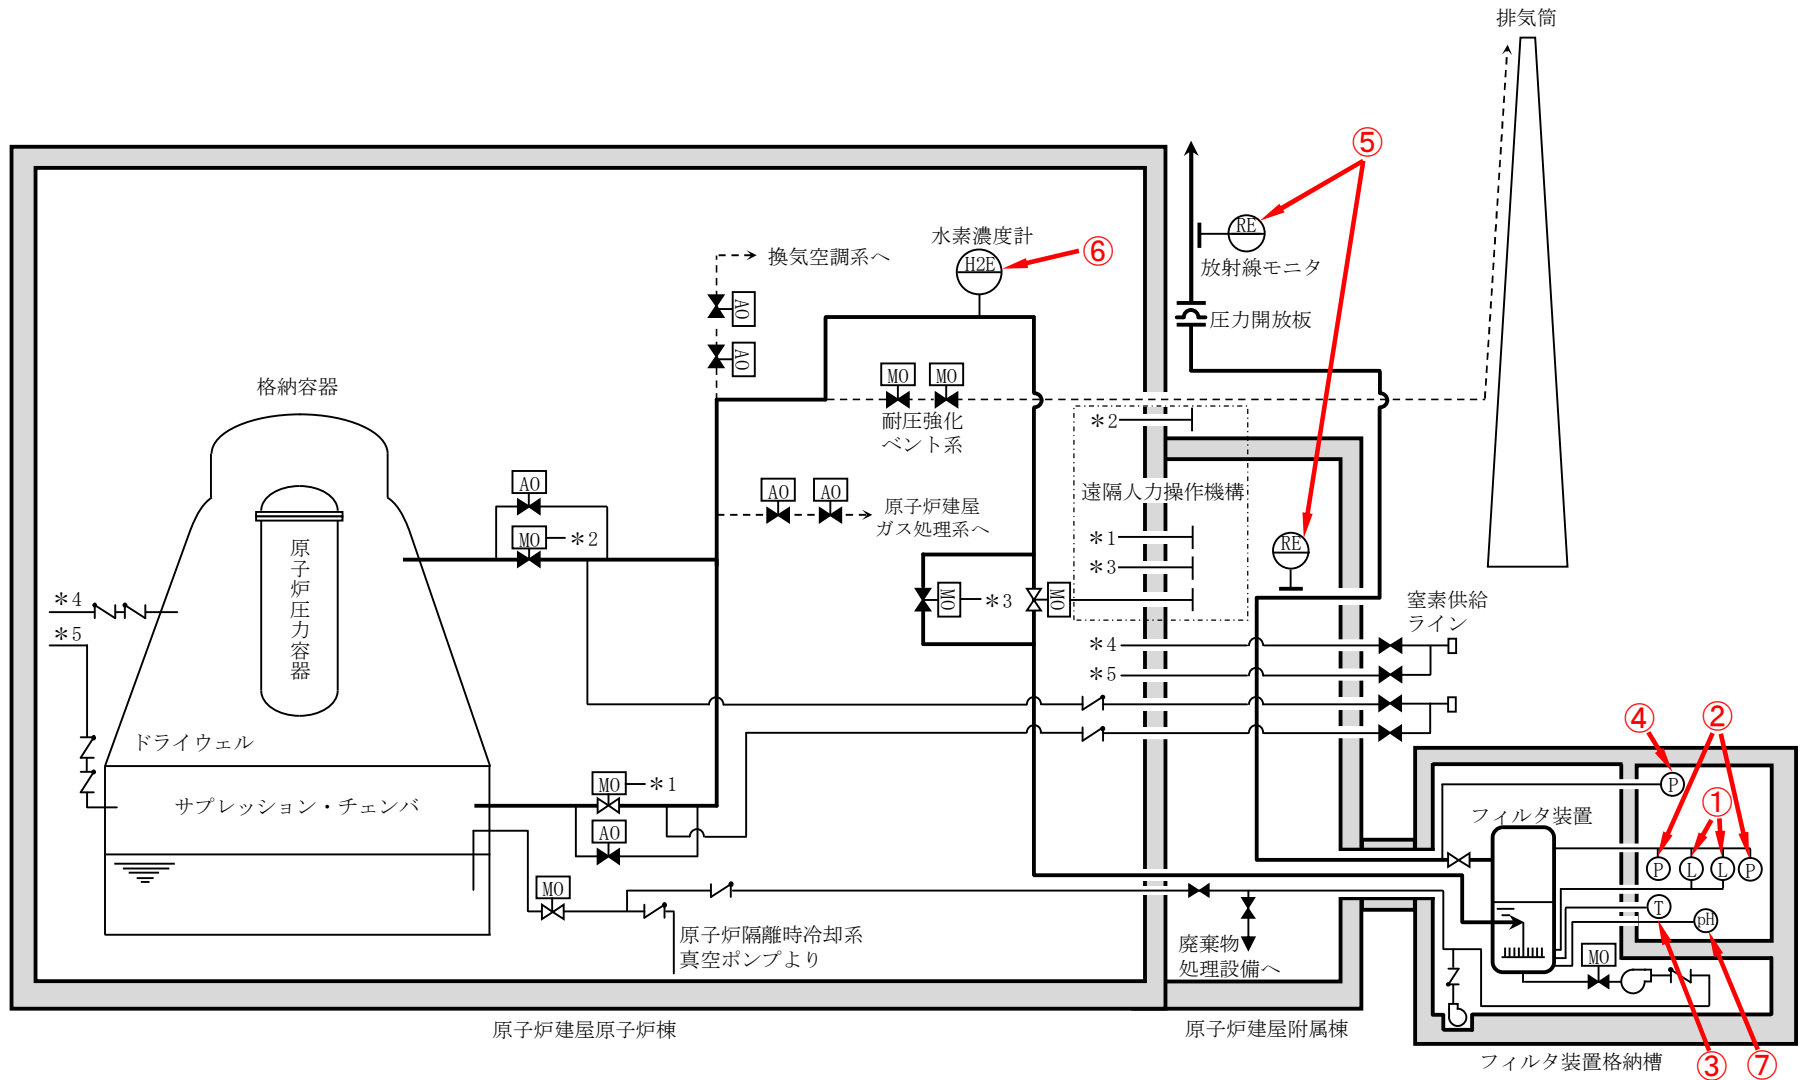 排気筒
⑤
RE
放射線モニタ
水素濃度計
H2E
⑥
換気空調系へ
AO
AO
圧力開放板
格納容器
MO
MO
耐圧強化
ベント系
＊2
遠隔人力操作機構
AO
MO
＊2
AO
AO
原子炉建屋
ガス処理系へ
＊1
＊3
RE
原子炉圧力容器
＊4
＊5
MO
＊3
MO
窒素供給
ライン
＊4
＊5
ドライウェル
サプレッション・チェンバ
MO
＊1
AO
④
②
①
P
フィルタ装置
P
L
L
P
T
pH
MO
MO
原子炉隔離時冷却系
真空ポンプより
廃棄物
処理設備へ
原子炉建屋原子炉棟
原子炉建屋附属棟
フィルタ装置格納槽
③
⑦